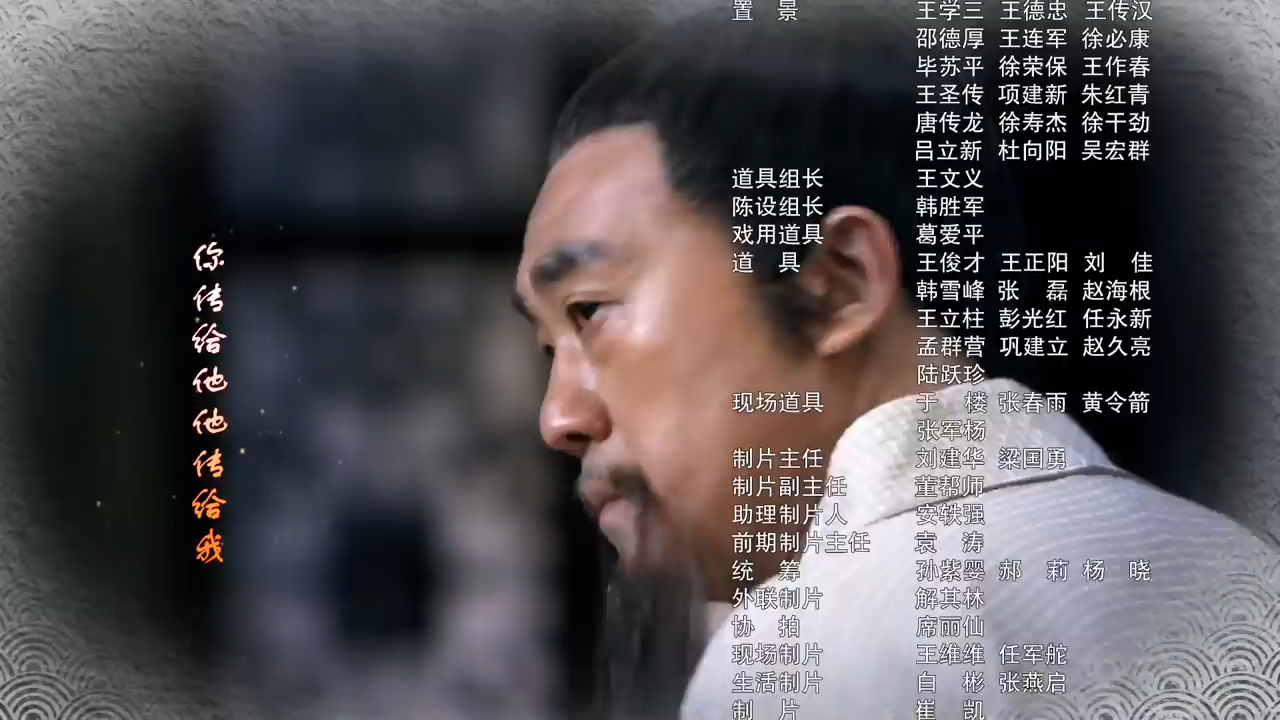 你传给他他传给我
置 景 王学三 王德忠 王传汉
邵德厚 王连军 徐必康
毕苏平 徐荣保 王作春
王圣传 项建新 朱红青
唐传龙 徐寿杰 徐干劲
吕立新 杜向阳 吴宏群
道具组长 王文义
陈设组长 韩胜军
戏用道具 葛爱平
道 具 王俊才 王正阳 刘 佳
韩雪峰 张 磊 赵海根
王立柱 彭光红 任永新
孟群营 巩建立 赵久亮
陆跃珍
现场道具 于 楼 张春雨 黄令箭
张军杨
制片主任 刘建华 梁国勇
制片副主任 董帮师
助理制片人 安轶强
前期制片主任 袁 涛
统 筹 孙紫婴 郝 莉 杨 晓
外联制片 解其林
协 拍 席丽仙
现场制片 王维维 任军舵
生活制片 白 彬 张燕启
制 片 崔 凯